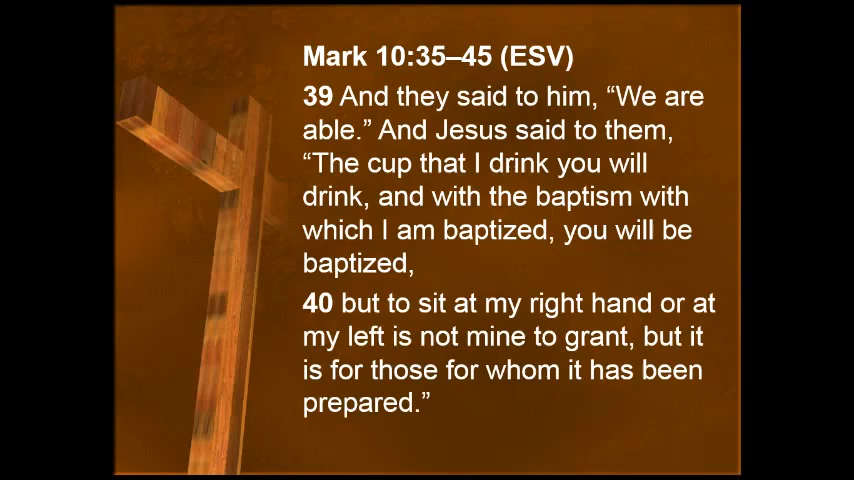 Mark 10:35–45 (ESV)
39 And they said to him, “We are
able.” And Jesus said to them,
“The cup that I drink you will
drink, and with the baptism with
which I am baptized, you will be
baptized,
40 but to sit at my right hand or at
my left is not mine to grant, but it
is for those for whom it has been
prepared.”